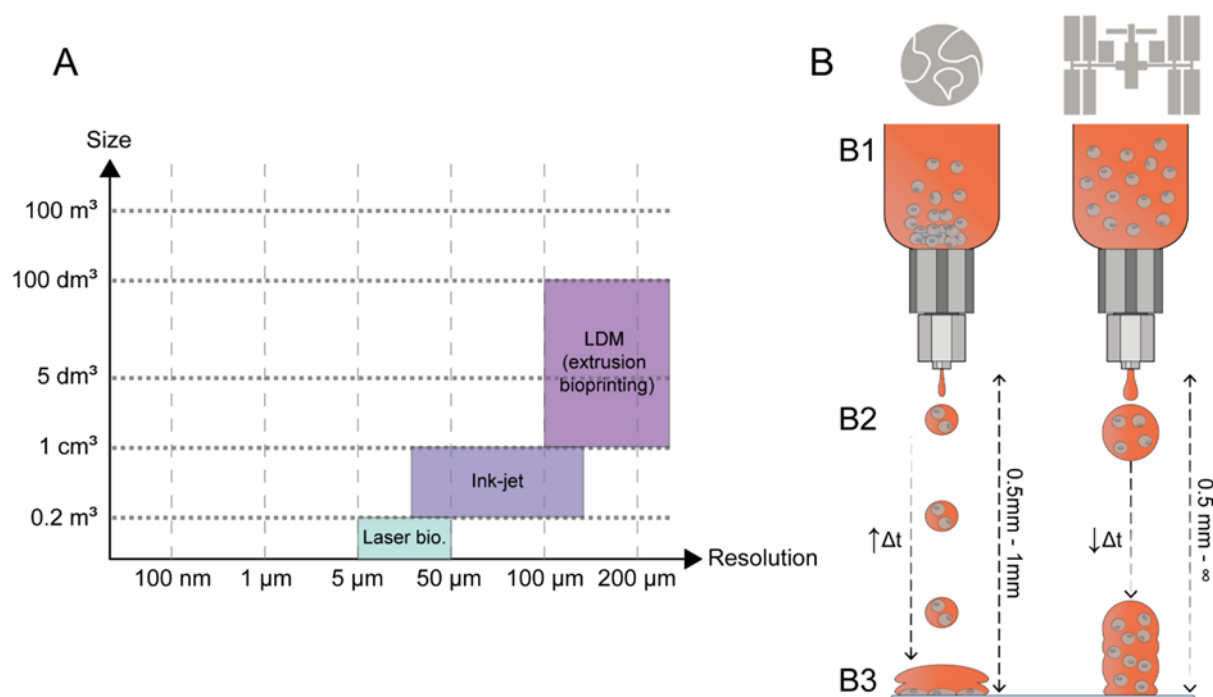 A
Size
100 m³
100 dm³
5 dm³
1 cm³
0.2 m³
LDM
(extrusion
bioprinting)
Ink-jet
Laser bio.
Resolution
100 nm 1 µm 5 µm 50 µm 100 µm 200 µm
B
B1
B2
B3
↑Δt
0.5mm - 1mm
↓Δt
0.5 mm - ∞